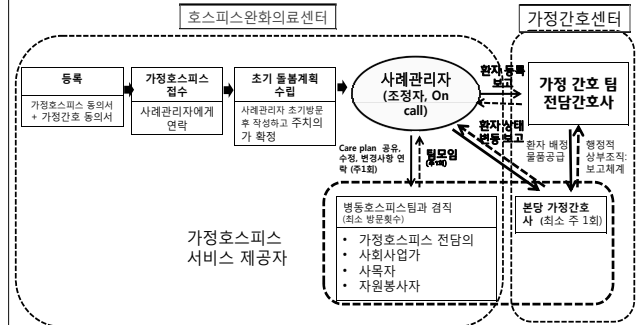 호스피스완화의료센터
가정간호센터
등록
가정호스피스 동의서
+ 가정간호 동의서
가정호스피스
접수
사례관리자에게
연락
초기 돌봄계획
수립
사례관리자 초기방문
후 작성하고 주치의
가 확정
사례관리자
(조정자, On
call)
환자 등록
보고
가정 간호 팀
전담간호사
환자 상태
변동 보고
Care plan 공유,
수정, 변경사항 연
락 (주1회)
팀모임
환자 배정
물품공급
행정적
상부조직:
보고체계
가정호스피스
서비스 제공자
병동호스피스팀과 겸직
(최소 방문횟수)
• 가정호스피스 전담의
• 사회사업가
• 사목자
• 자원봉사자
본당 가정간호
사 (최소 주 1회)